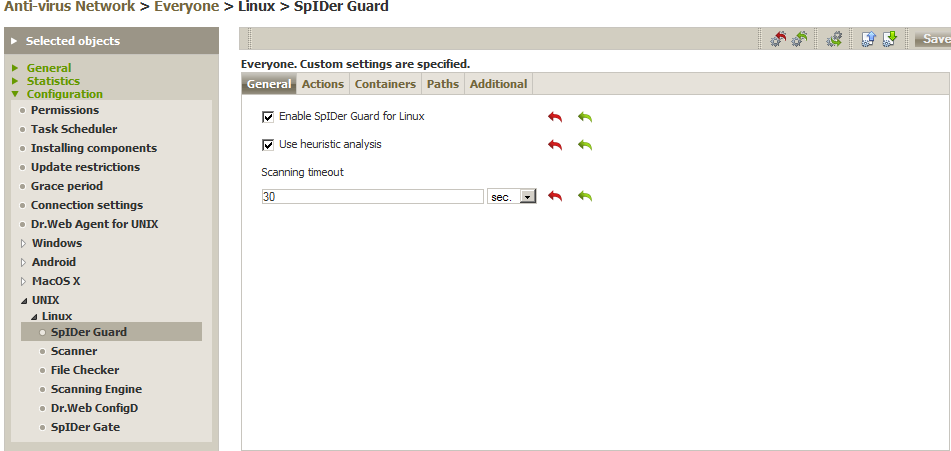 Anti-virus Network > Everyone > Linux > SpIDer Guard
Selected objects
General
Statistics
Configuration
Permissions
Task Scheduler
Installing components
Update restrictions
Grace period
Connection settings
Dr.Web Agent for UNIX
Windows
Android
MacOS X
UNIX
Linux
SpIDer Guard
Scanner
File Checker
Scanning Engine
Dr.Web ConfigD
SpIDer Gate
Save
Everyone. Custom settings are specified.
General Actions Containers Paths Additional
Enable SpIDer Guard for Linux
Use heuristic analysis
Scanning timeout
30 sec.